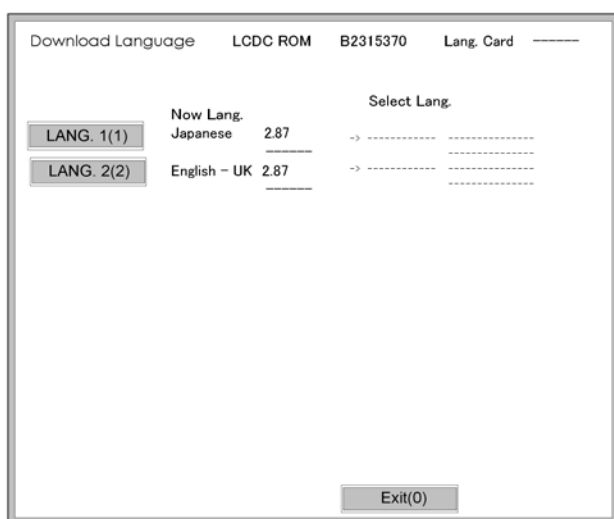 Download Language LCDC ROM B2315370 Lang. Card ------
Select Lang.
Now Lang.
LANG. 1(1) Japanese 2.87 -> ------------ ---------------
------ ---------------
LANG. 2(2) English - UK 2.87 -> ------------ ---------------
------ ---------------
Exit(0)